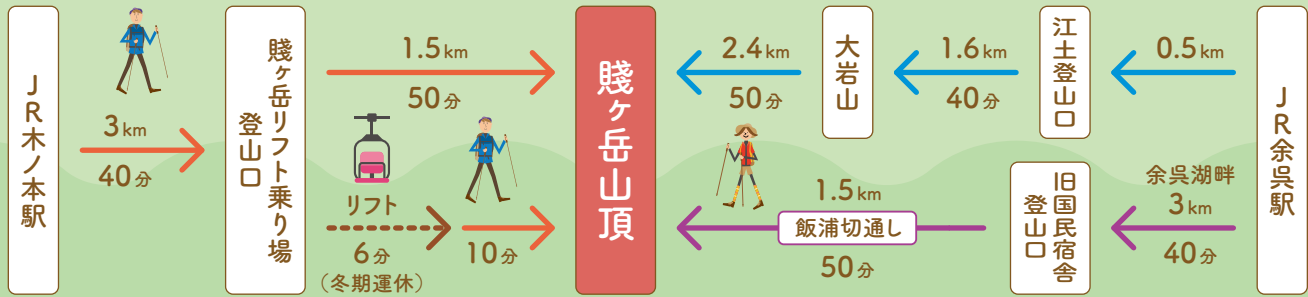 JR木ノ本駅
3km
40分
賤ヶ岳リフト乗り場
登山口
1.5km
50分
リフト
6分
(冬期運休)
10分
賤ヶ岳山頂
2.4km
50分
大岩山
1.6km
40分
江土登山口
0.5km
1.5km
飯浦切通し
50分
旧国民宿舎
登山口
余呉湖畔
3km
40分
JR余呉駅